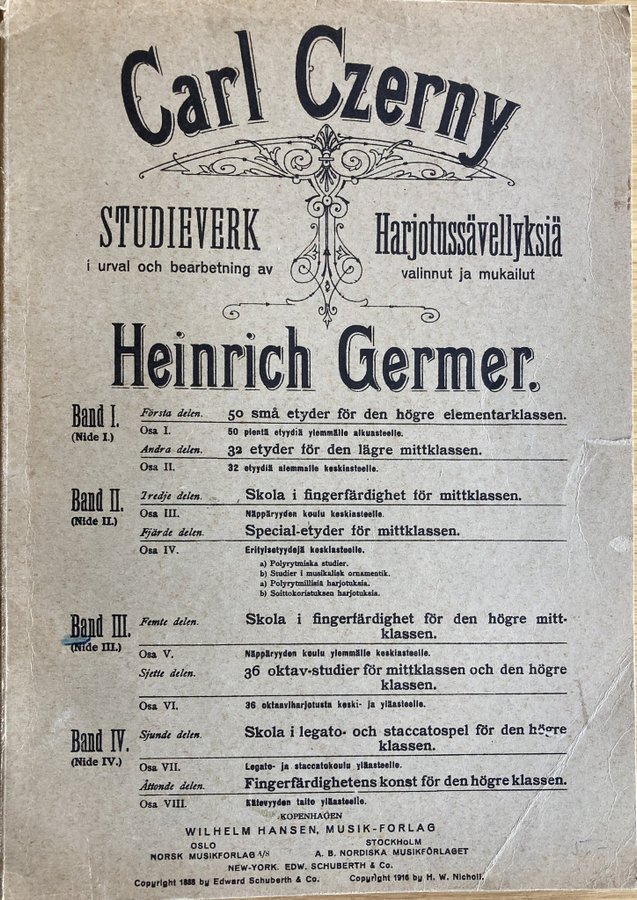 Carl Czerny
STUDIEVERK
i urval och bearbetning av
Harjotussävellyksiä
valinnut ja mukailut
Heinrich Germer.
Band I. Första delen. 50 små etyder för den högre elementarklassen.
(Nide I.) Osa I. 50 pientä etyydiä ylemmälle alkuasteelle.
Andra delen. 32 etyder för den lägre mittklassen.
Osa II. 32 etyydiä alemmalle keskiasteelle.
Band II. Tredje delen. Skola i fingerfärdighet för mittklassen.
(Nide II.) Osa III. Näppäryyden koulu keskiasteelle.
Fjärde delen. Special-etyder för mittklassen.
Osa IV. Erityisetyydejä keskiasteelle.
a) Polyrytmiska studier.
b) Studier i musikalisk ornamentik.
a) Polyrytmillisiä harjotuksia.
b) Soittokoristuksen harjotuksia.
Band III. Femte delen. Skola i fingerfärdighet för den högre mitt-
klassen.
(Nide III.) Osa V. Näppäryyden koulu ylemmälle keskiasteelle.
Sjette delen. 36 oktav-studier för mittklassen och den högre
klassen.
Osa VI. 36 oktaaviharjotusta keski- ja yläasteelle.
Band IV. Sjunde delen. Skola i legato- och staccatospel för den högre
klassen.
(Nide IV.) Osa VII. Legato- ja staccatokoulu yläasteelle.
Åttonde delen. Fingerfärdighetens konst för den högre klassen.
Osa VIII. Kätevyyden taito yläasteelle.
KOPENHAGEN
WILHELM HANSEN, MUSIK-FORLAG
OSLO STOCKHOLM
NORSK MUSIKFORLAG A/S A. B. NORDISKA MUSIKFÖRLAGET
NEW-YORK. EDW. SCHUBERTH & Co.
Copyright 1888 by Edward Schuberth & Co. Copyright 1916 by H. W. Nicholl.